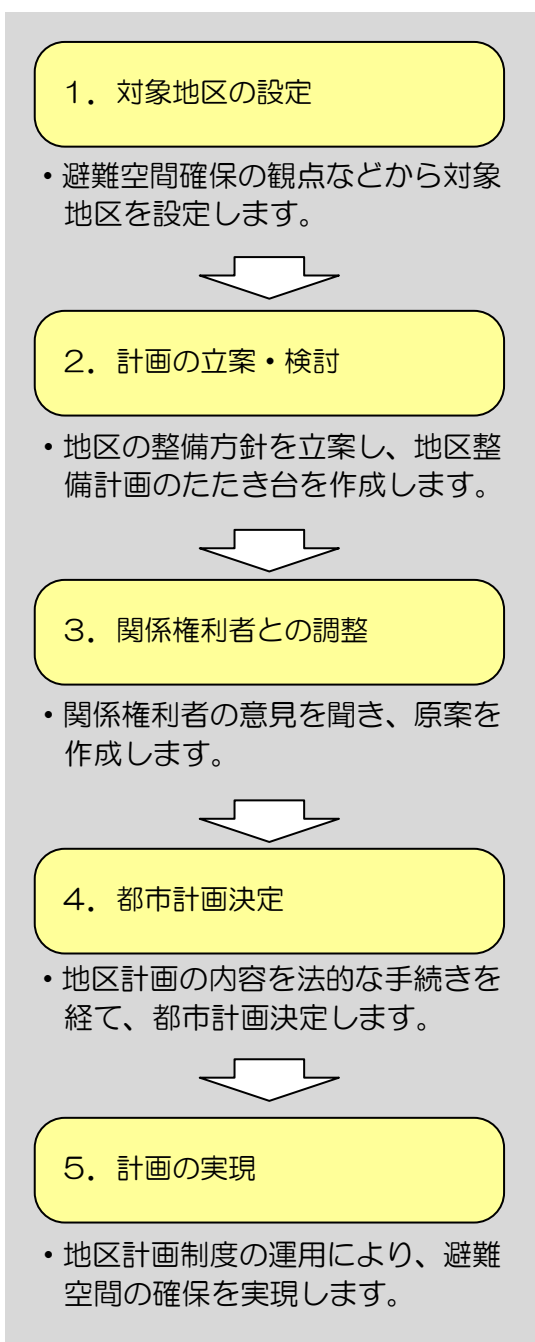 １．対象地区の設定
・避難空間確保の観点などから対象
地区を設定します。
２．計画の立案・検討
・地区の整備方針を立案し、地区整
備計画のたたき台を作成します。
３．関係権利者との調整
・関係権利者の意見を聞き、原案を
作成します。
４．都市計画決定
・地区計画の内容を法的な手続きを
経て、都市計画決定します。
５．計画の実現
・地区計画制度の運用により、避難
空間の確保を実現します。